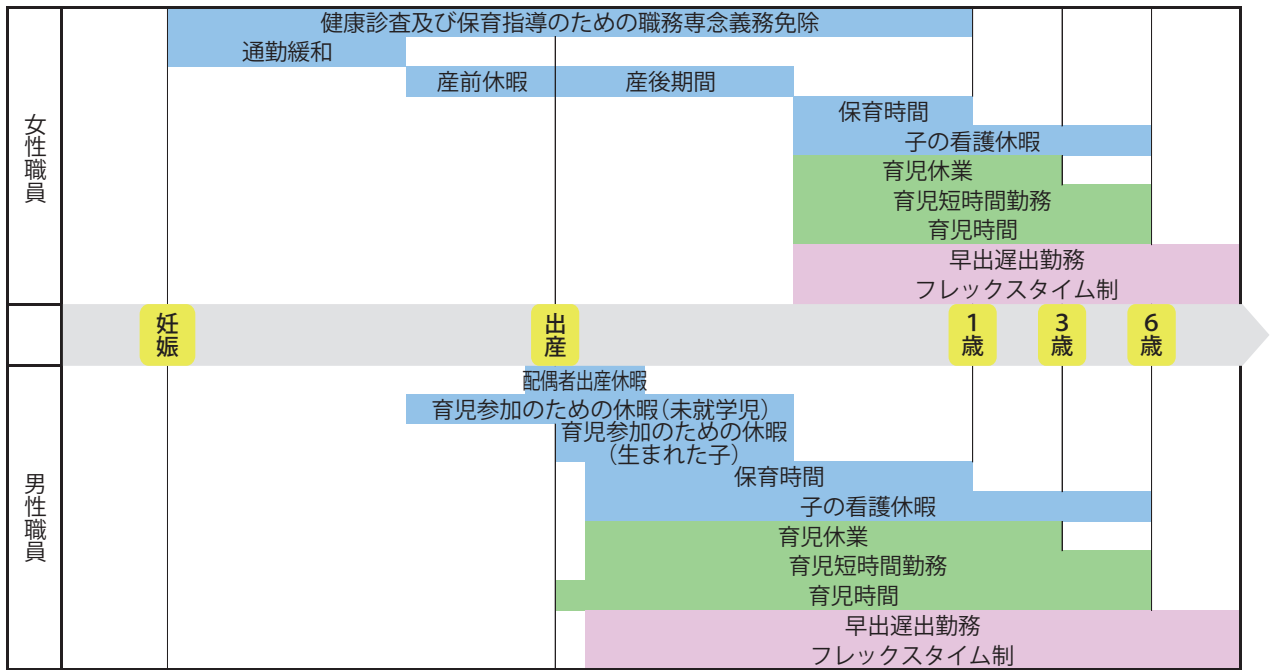 健康診査及び保育指導のための職務専念義務免除
通勤緩和
産前休暇
産後期間
保育時間
子の看護休暇
育児休業
育児短時間勤務
育児時間
早出遅出勤務
フレックスタイム制
女性職員
妊娠
出産
1歳
3歳
6歳
配偶者出産休暇
育児参加のための休暇(未就学児)
育児参加のための休暇
(生まれた子)
保育時間
子の看護休暇
育児休業
育児短時間勤務
育児時間
早出遅出勤務
フレックスタイム制
男性職員